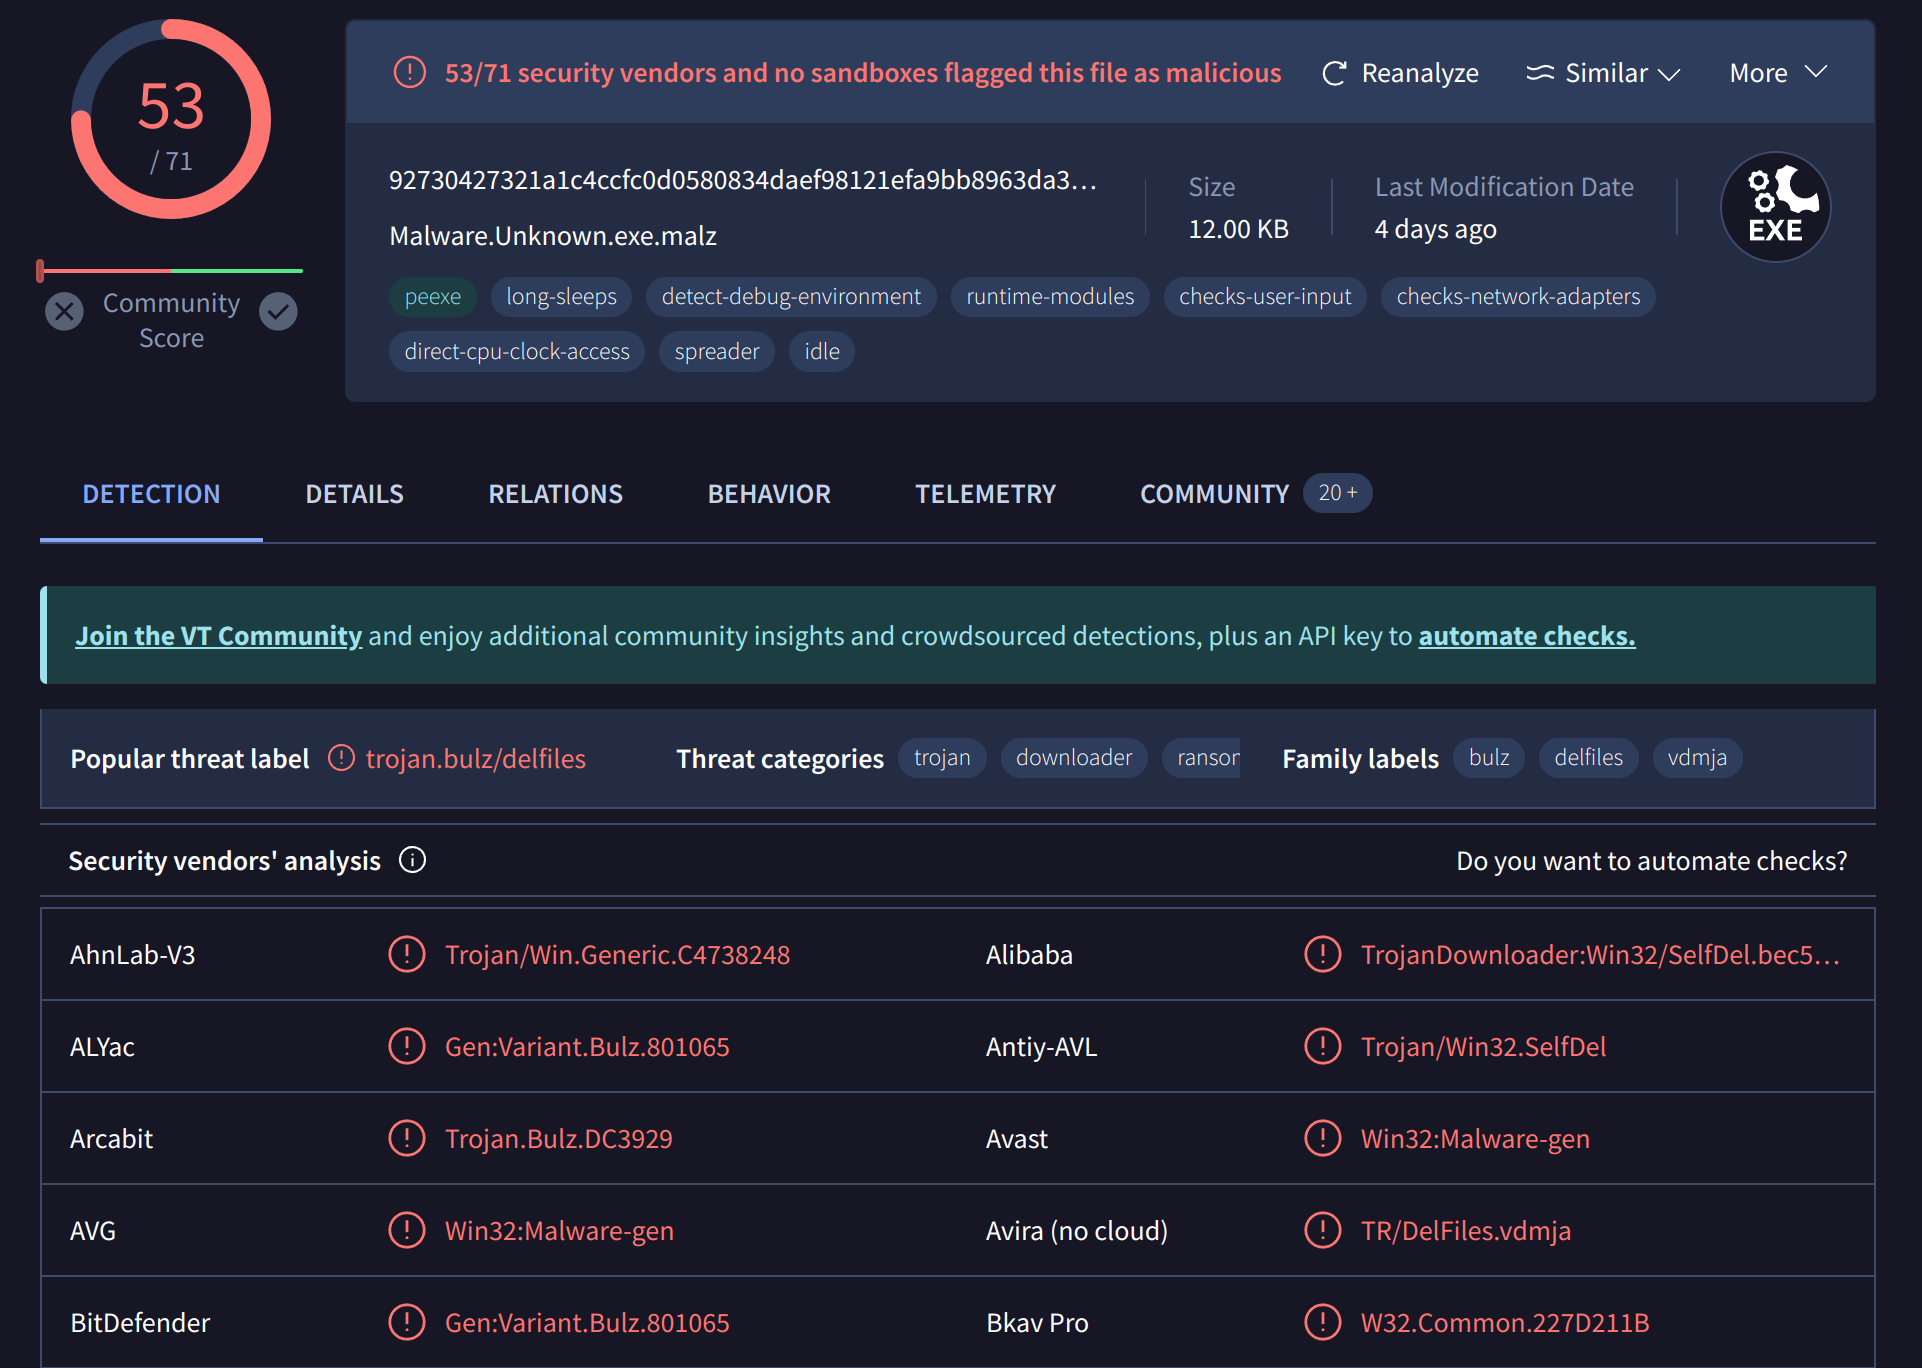 53
/ 71
Community
Score
53/71 security vendors and no sandboxes flagged this file as malicious
Reanalyze
Similar
More
92730427321a1c4ccfc0d0580834daef98121efa9bb8963da3…
Malware.Unknown.exe.malz
Size
12.00 KB
Last Modification Date
4 days ago
EXE
peexe long-sleeps detect-debug-environment runtime-modules checks-user-input checks-network-adapters
direct-cpu-clock-access spreader idle
DETECTION DETAILS RELATIONS BEHAVIOR TELEMETRY COMMUNITY 20 +
Join the VT Community and enjoy additional community insights and crowdsourced detections, plus an API key to automate checks.
Popular threat label trojan.bulz/delfiles Threat categories trojan downloader ransor Family labels bulz delfiles vdmja
Security vendors' analysis Do you want to automate checks?
AhnLab-V3 Trojan/Win.Generic.C4738248 Alibaba TrojanDownloader:Win32/SelfDel.bec5…
ALYac Gen:Variant.Bulz.801065 Antiy-AVL Trojan/Win32.SelfDel
Arcabit Trojan.Bulz.DC3929 Avast Win32:Malware-gen
AVG Win32:Malware-gen Avira (no cloud) TR/DelFiles.vdmja
BitDefender Gen:Variant.Bulz.801065 Bkav Pro W32.Common.227D211B